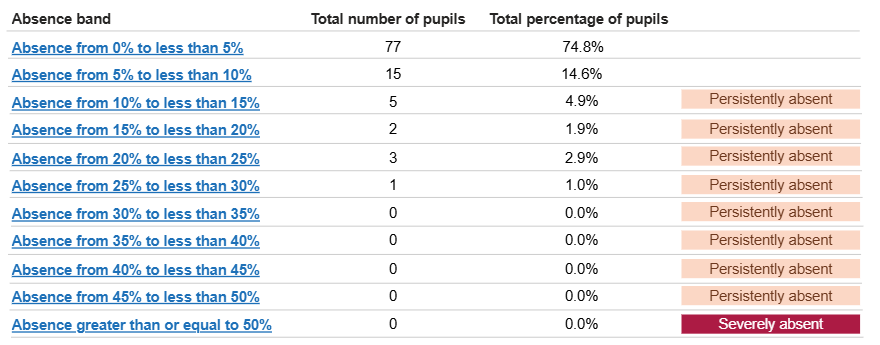 Absence band Total number of pupils Total percentage of pupils
Absence from 0% to less than 5% 77 74.8%
Absence from 5% to less than 10% 15 14.6%
Absence from 10% to less than 15% 5 4.9% Persistently absent
Absence from 15% to less than 20% 2 1.9% Persistently absent
Absence from 20% to less than 25% 3 2.9% Persistently absent
Absence from 25% to less than 30% 1 1.0% Persistently absent
Absence from 30% to less than 35% 0 0.0% Persistently absent
Absence from 35% to less than 40% 0 0.0% Persistently absent
Absence from 40% to less than 45% 0 0.0% Persistently absent
Absence from 45% to less than 50% 0 0.0% Persistently absent
Absence greater than or equal to 50% 0 0.0% Severely absent